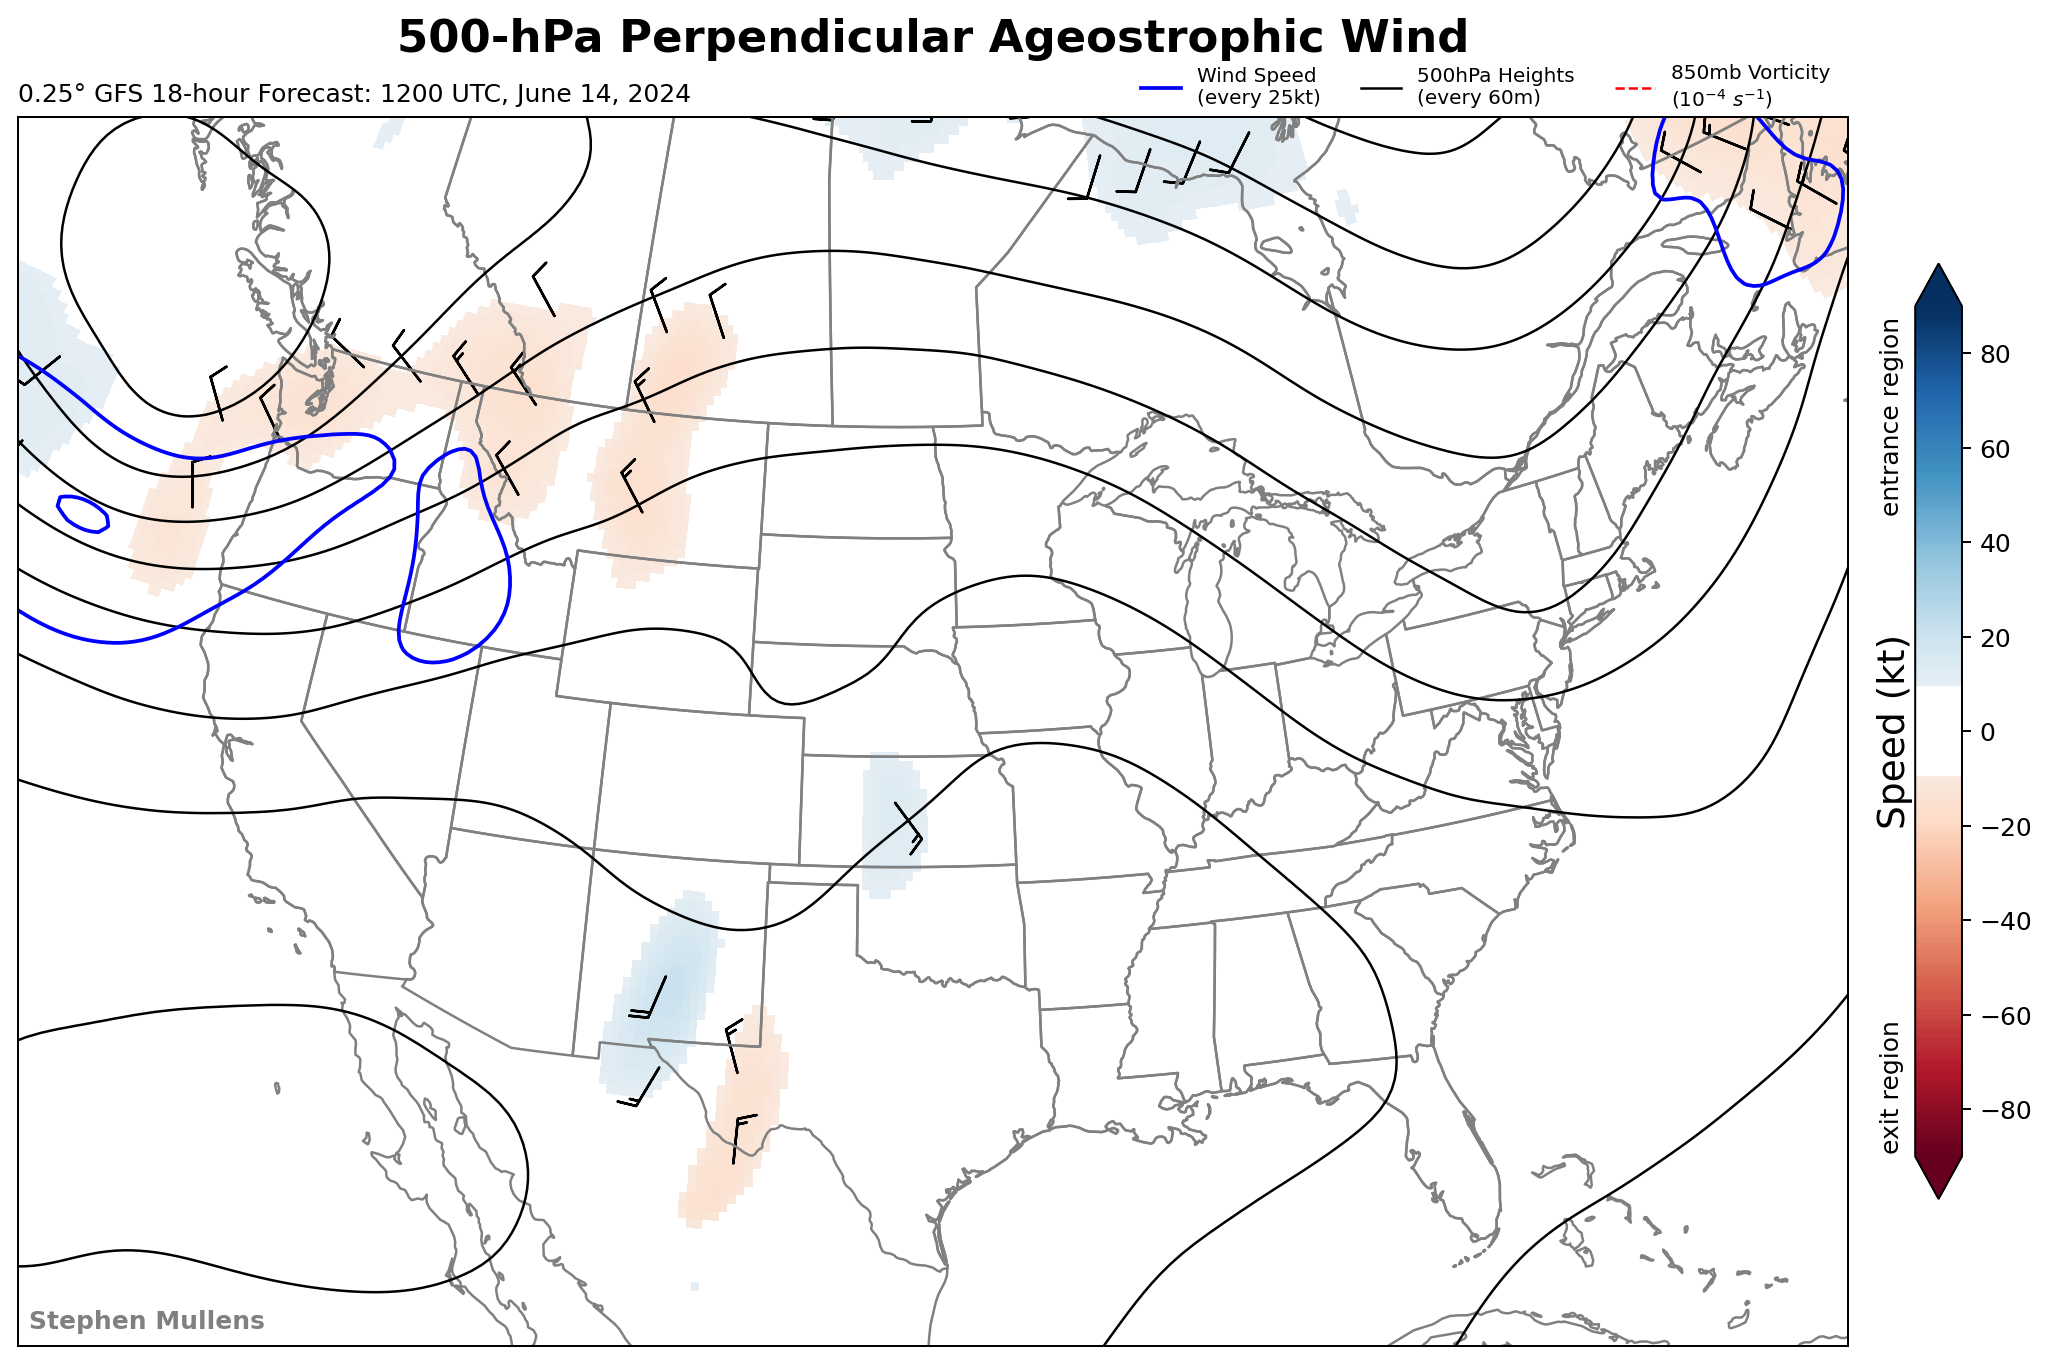 500-hPa Perpendicular Ageostrophic Wind
0.25° GFS 18-hour Forecast: 1200 UTC, June 14, 2024
Wind Speed
(every 25kt)
500hPa Heights
(every 60m)
850mb Vorticity
(10⁻⁴ s⁻¹)
entrance region
Speed (kt)
exit region
80
60
40
20
0
−20
−40
−60
−80
Stephen Mullens